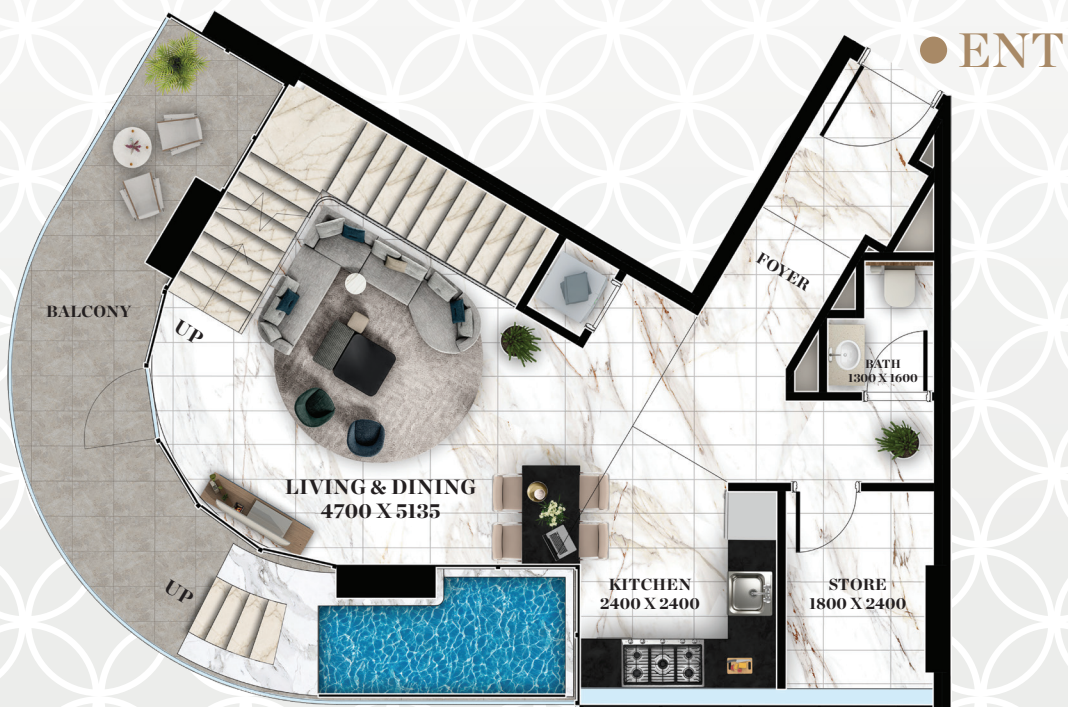 ENT
FOYER
BALCONY
UP
BATH
1300 X 1600
LIVING & DINING
4700 X 5135
UP
KITCHEN
2400 X 2400
STORE
1800 X 2400